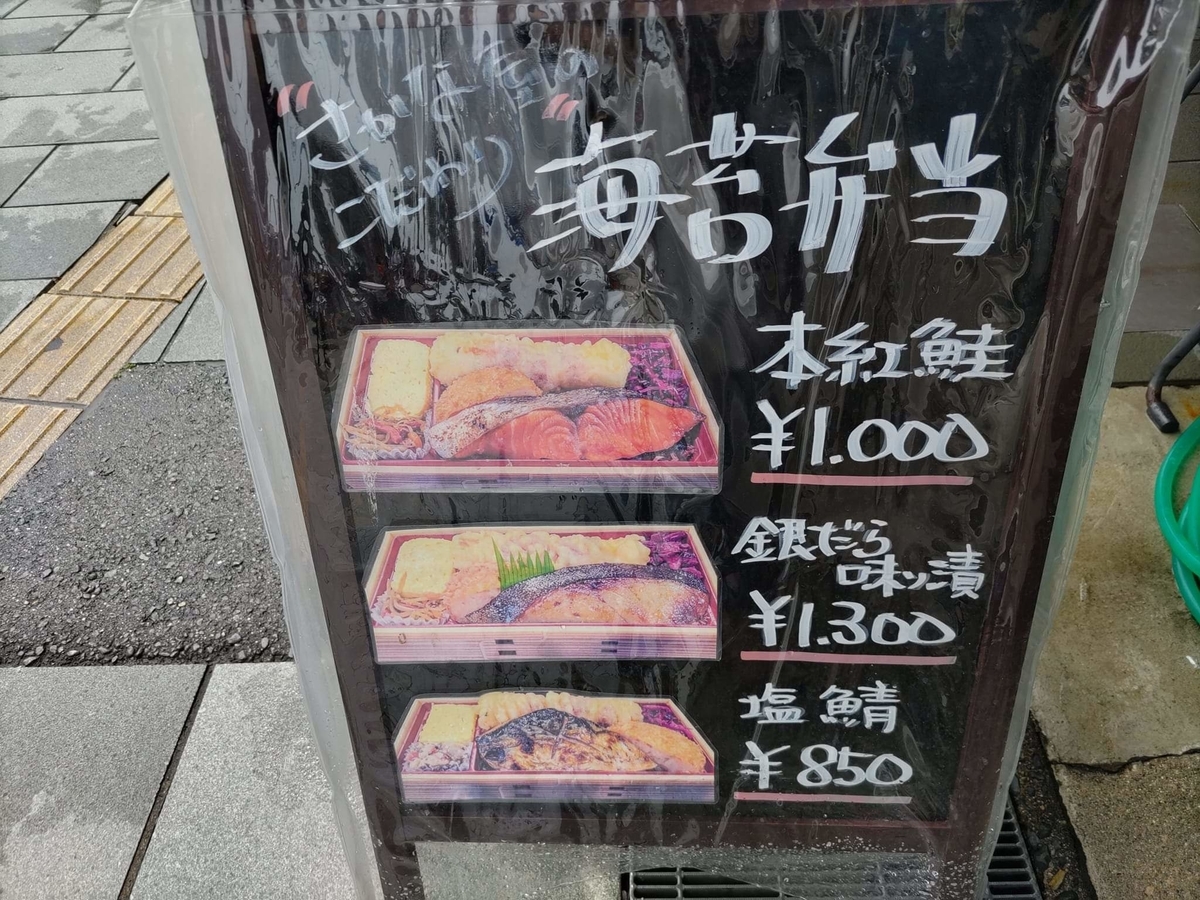 "さかな屋の"
こだわり
海苔弁当
本紅鮭
¥1.000
銀だら
味ソ漬
¥1.300
塩鯖
¥850